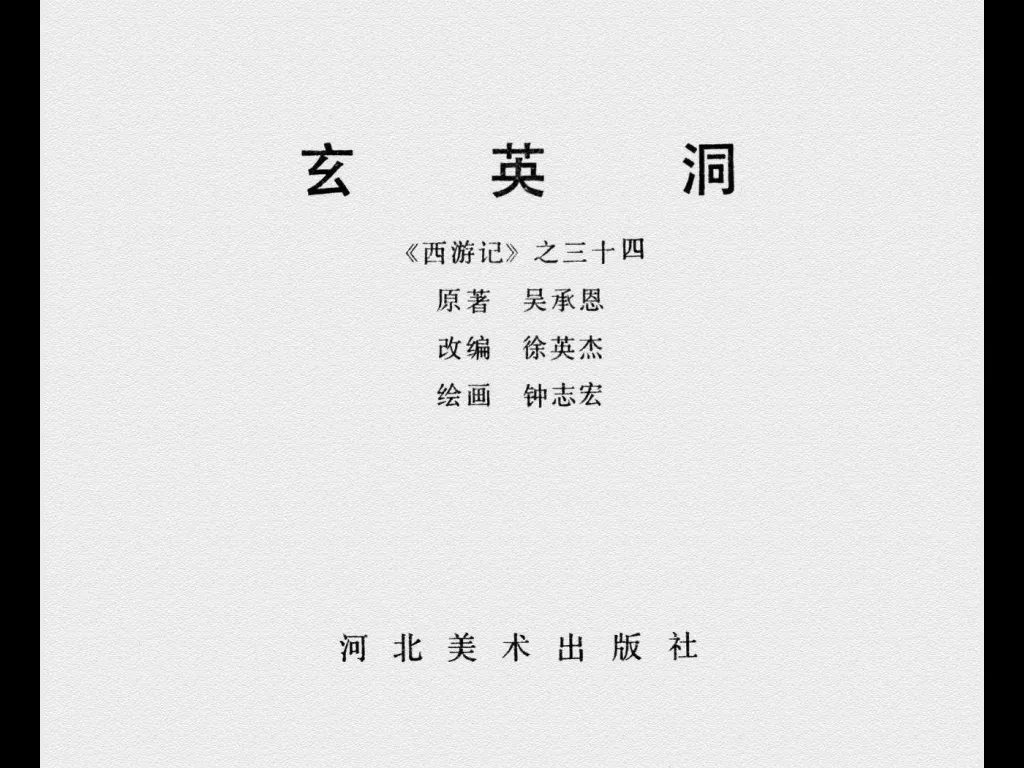 玄英洞
《西游记》之三十四
原著 吴承恩
改编 徐英杰
绘画 钟志宏
河北美术出版社